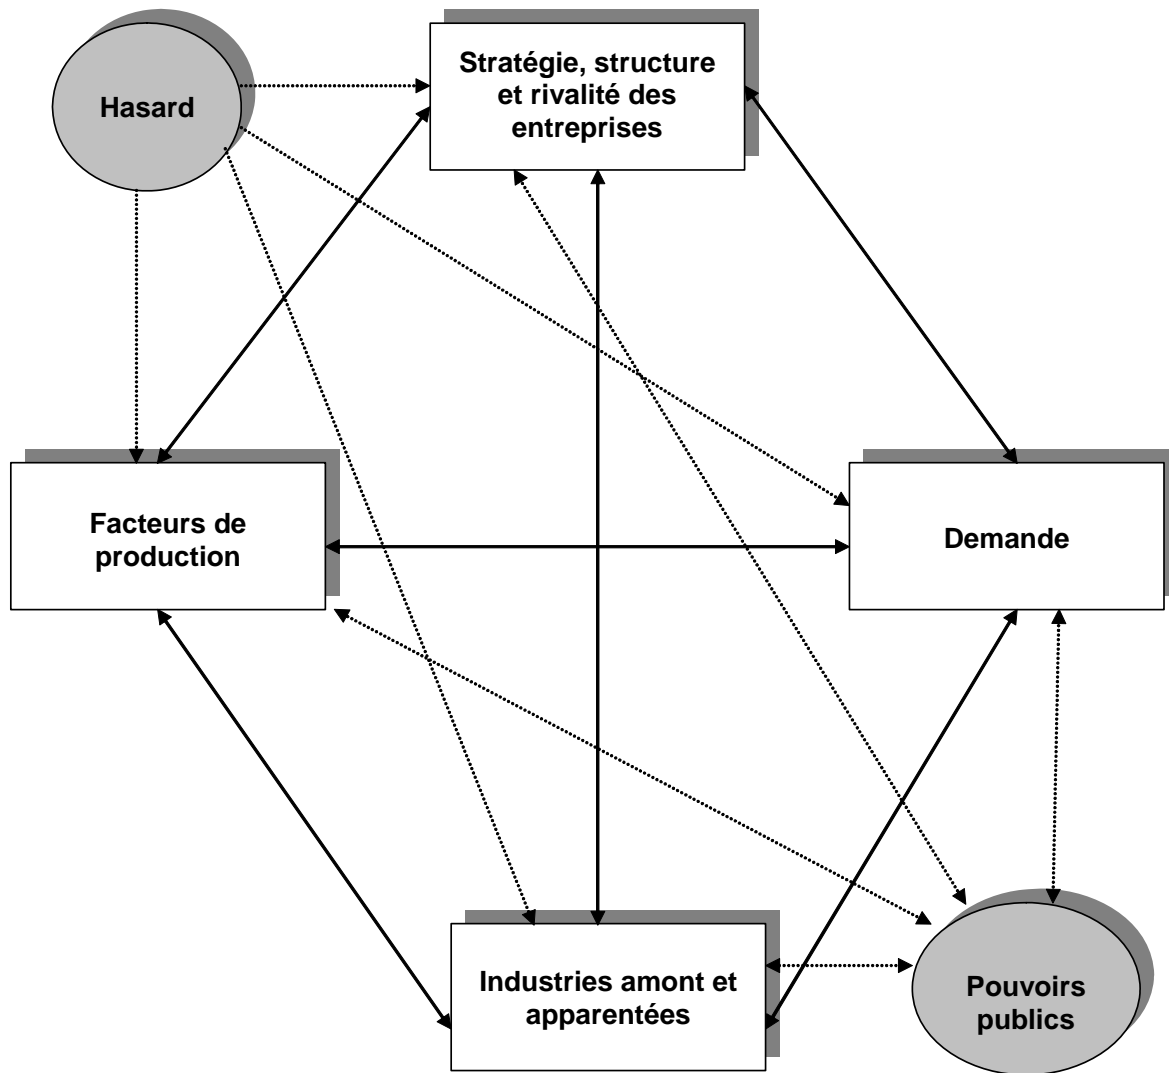 Hasard
Stratégie, structure
et rivalité des
entreprises
Facteurs de
production
Demande
Industries amont et
apparentées
Pouvoirs
publics